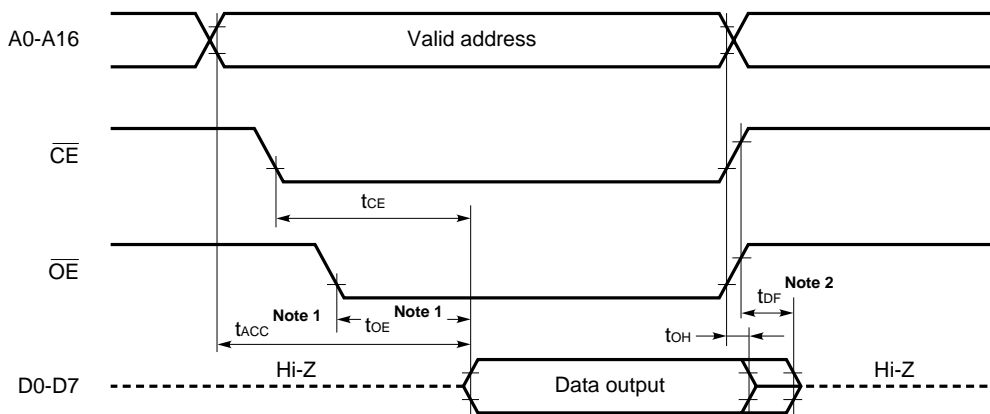 A0-A16
Valid address
CE
tCE
OE
Note 1
Note 1
Note 2
tACC
tOE
tDF
tOH
D0-D7
Hi-Z
Data output
Hi-Z